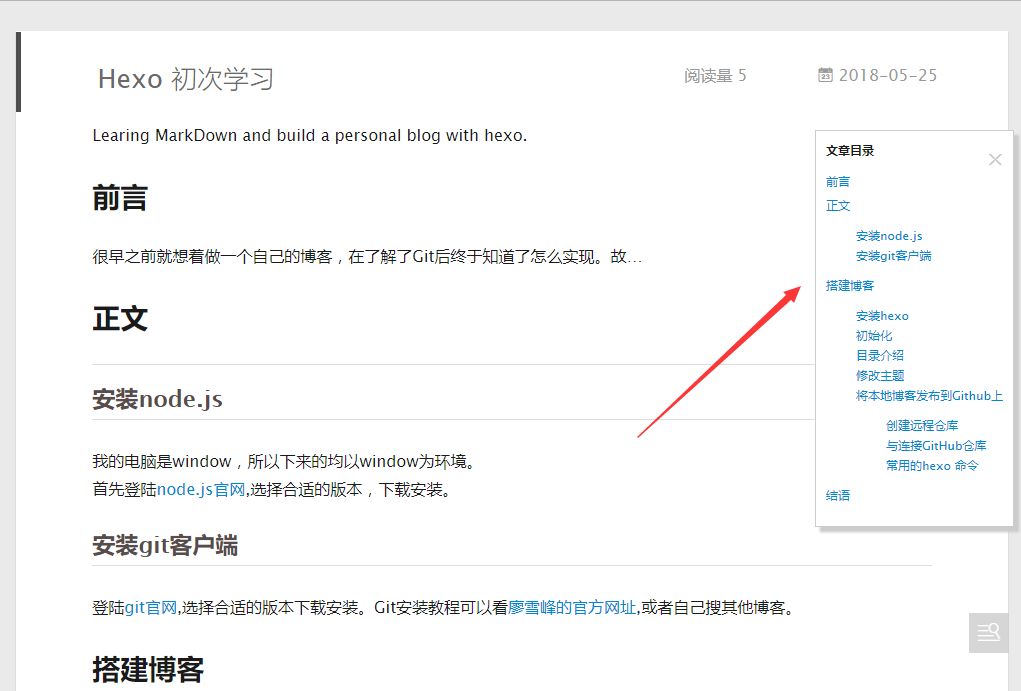 Hexo 初次学习
阅读量 5
2018-05-25
Learing MarkDown and build a personal blog with hexo.
前言
很早之前就想着做一个自己的博客，在了解了Git后终于知道了怎么实现。故…
正文
安装node.js
我的电脑是window，所以下来的均以window为环境。
首先登陆node.js官网,选择合适的版本，下载安装。
安装git客户端
登陆git官网,选择合适的版本下载安装。Git安装教程可以看廖雪峰的官方网址,或者自己搜其他博客。
搭建博客
文章目录
前言
正文
安装node.js
安装git客户端
搭建博客
安装hexo
初始化
目录介绍
修改主题
将本地博客发布到Github上
创建远程仓库
与连接GitHub仓库
常用的hexo 命令
结语